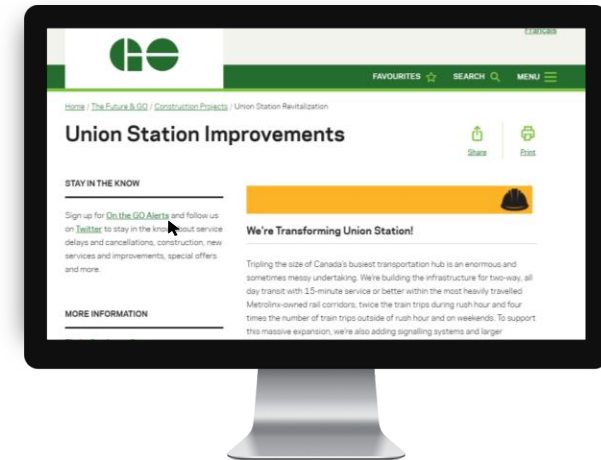 Français
GO
FAVOURITES SEARCH MENU
Home / The Future & GO / Construction Projects / Union Station Revitalization
Union Station Improvements
Share Print
STAY IN THE KNOW
Sign up for On the GO Alerts and follow us
on Twitter to stay in the know about service
delays and cancellations, construction, new
services and improvements, special offers
and more.
MORE INFORMATION
We're Transforming Union Station!
Tripling the size of Canada's busiest transportation hub is an enormous and
sometimes messy undertaking. We're building the infrastructure for two-way, all
day transit with 15-minute service or better within the most heavily travelled
Metrolinx-owned rail corridors, twice the train trips during rush hour and four
times the number of train trips outside of rush hour and on weekends. To support
this massive expansion, we're also adding signalling systems and larger